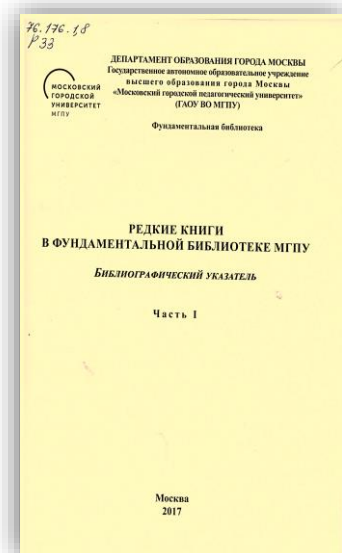 76.176.1,8
Р 33
ДЕПАРТАМЕНТ ОБРАЗОВАНИЯ ГОРОДА МОСКВЫ
Государственное автономное образовательное учреждение
высшего образования города Москвы
«Московский городской педагогический университет»
(ГАОУ ВО МГПУ)
МОСКОВСКИЙ
ГОРОДСКОЙ
УНИВЕРСИТЕТ
МГПУ
Фундаментальная библиотека
РЕДКИЕ КНИГИ
В ФУНДАМЕНТАЛЬНОЙ БИБЛИОТЕКЕ МГПУ
БИБЛИОГРАФИЧЕСКИЙ УКАЗАТЕЛЬ
Часть I
Москва
2017